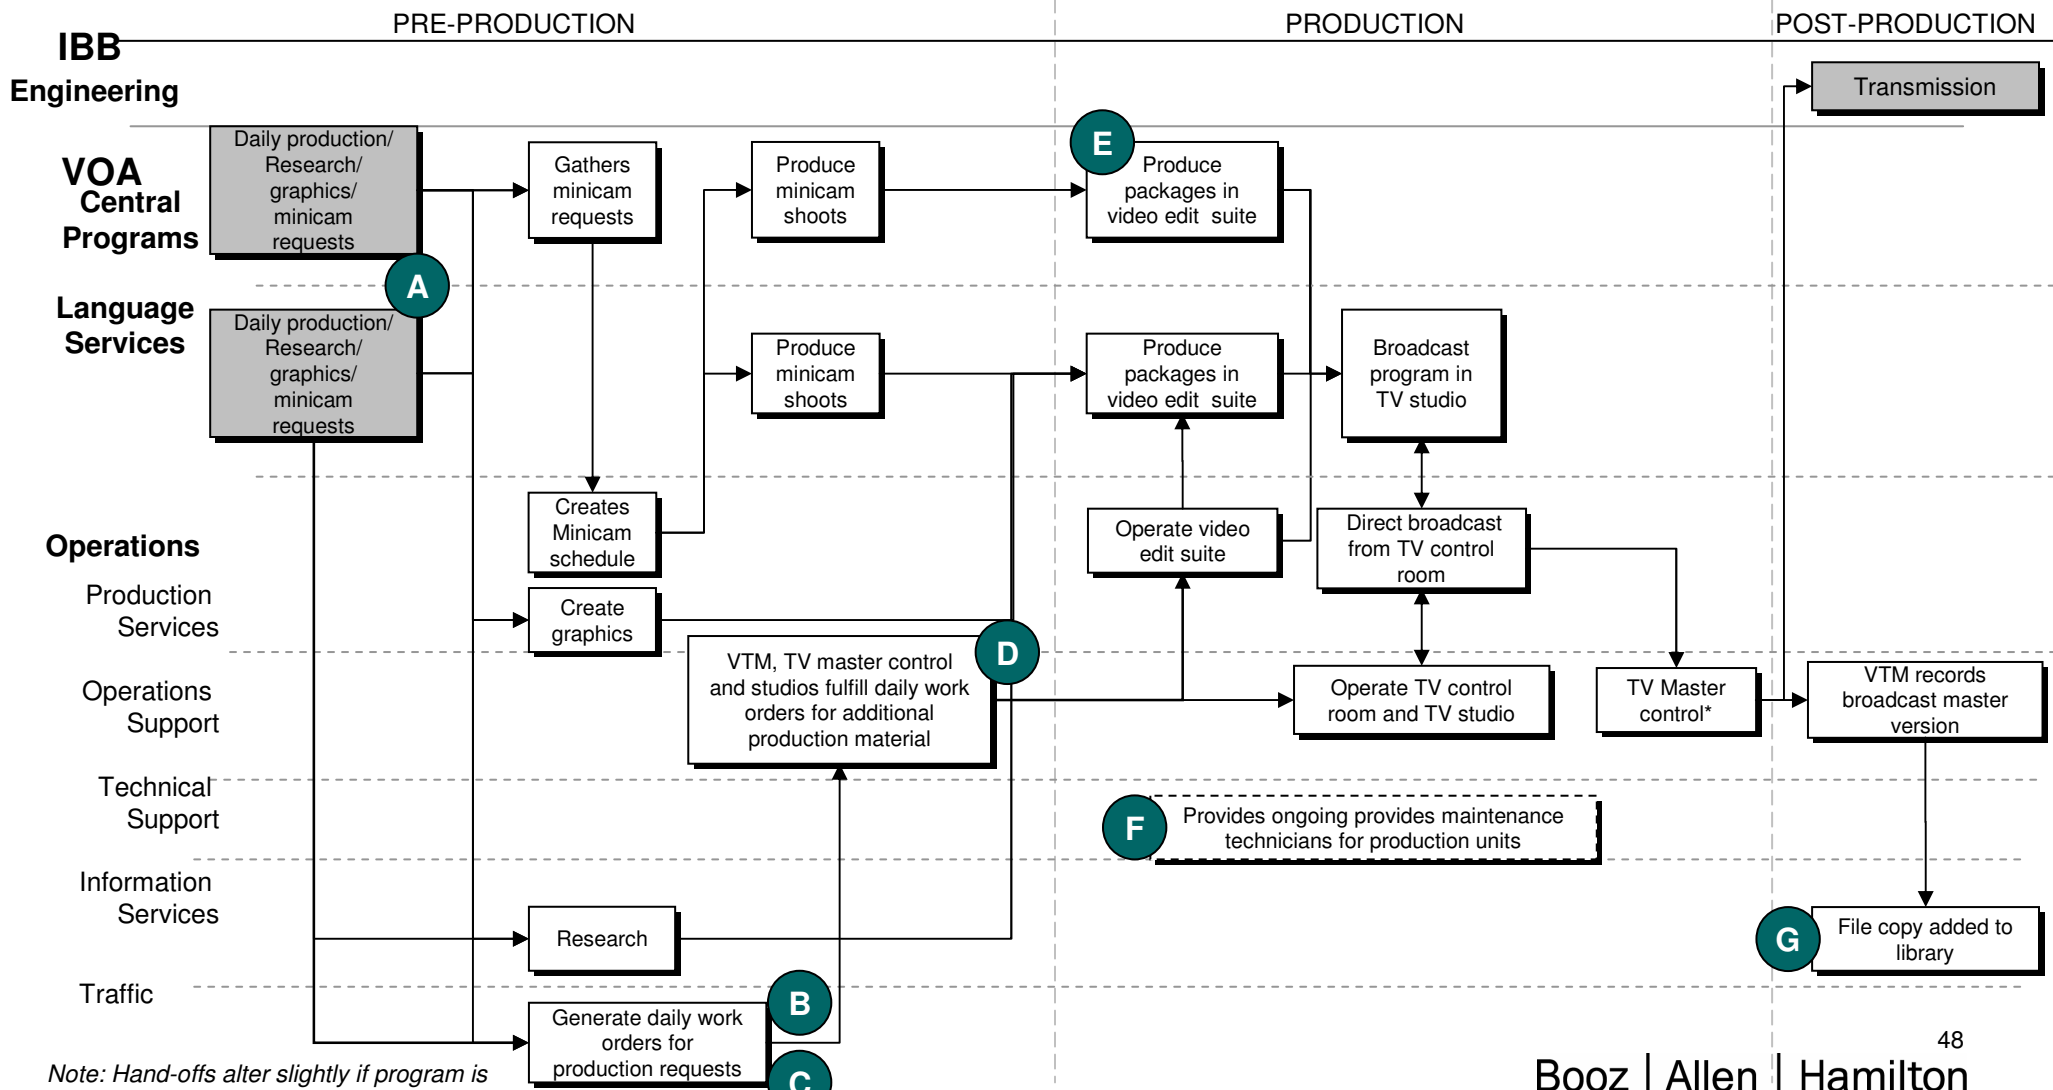 PRE-PRODUCTION
PRODUCTION
POST-PRODUCTION
IBB
Engineering
Transmission
VOA
Central
Programs
Daily production/
Research/
graphics/
minicam
requests
Gathers
minicam
requests
Produce
minicam
shoots
E
Produce
packages in
video edit suite
A
Language
Services
Daily production/
Research/
graphics/
minicam
requests
Produce
minicam
shoots
Produce
packages in
video edit suite
Broadcast
program in
TV studio
Operations
Creates
Minicam
schedule
Operate video
edit suite
Direct broadcast
from TV control
room
Production
Services
Create
graphics
D
Operations
Support
VTM, TV master control
and studios fulfill daily work
orders for additional
production material
Operate TV control
room and TV studio
TV Master
control*
VTM records
broadcast master
version
Technical
Support
F
Provides ongoing provides maintenance
technicians for production units
Information
Services
Research
G
File copy added to
library
Traffic
B
Generate daily work
orders for
production requests
C
Note: Hand-offs alter slightly if program is
48
Booz | Allen | Hamilton